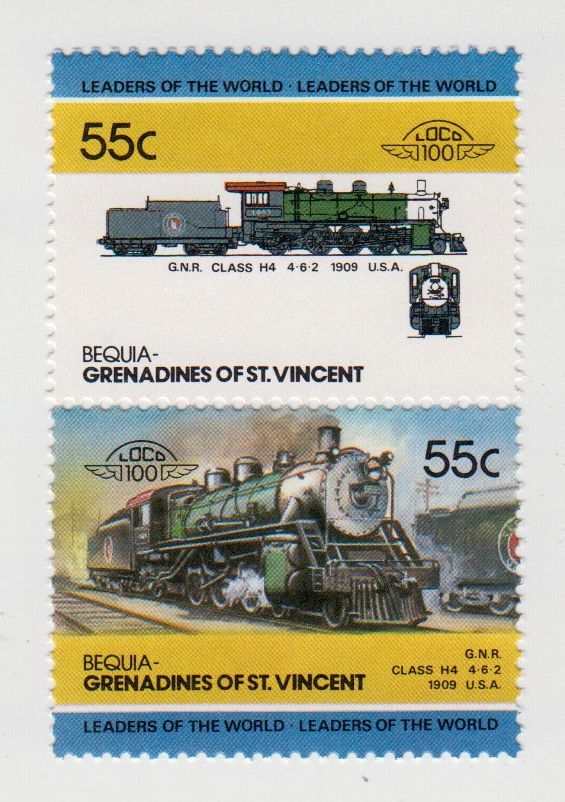 LEADERS OF THE WORLD · LEADERS OF THE WORLD
55c
LOCO
100
G.N.R. CLASS H4 4·6·2 1909 U.S.A.
BEQUIA-
GRENADINES OF ST. VINCENT
LOCO
100
55c
BEQUIA-
GRENADINES OF ST. VINCENT
G.N.R.
CLASS H4 4·6·2
1909 U.S.A.
LEADERS OF THE WORLD · LEADERS OF THE WORLD